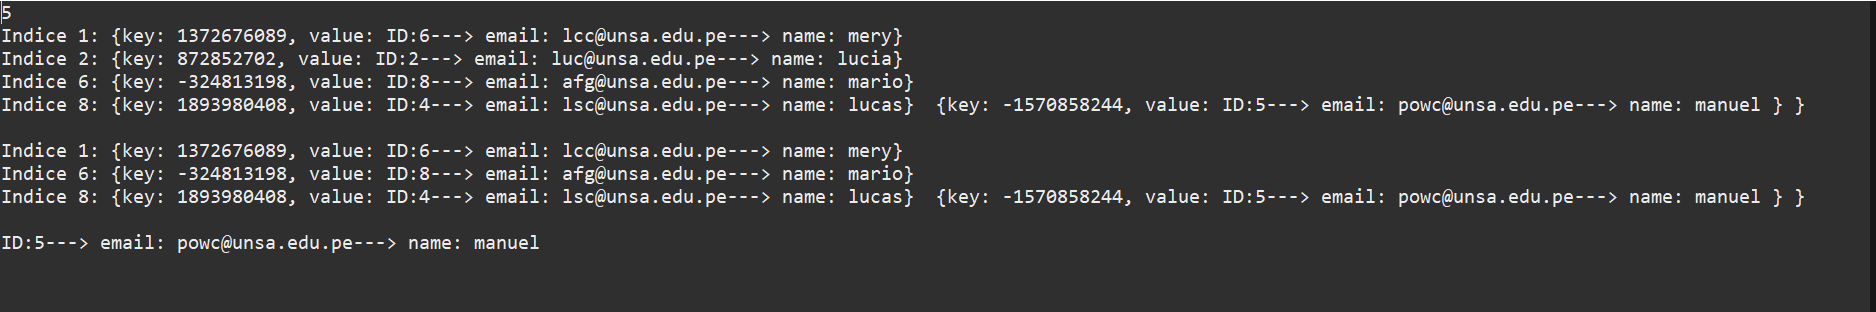 5
Indice 1: {key: 1372676089, value: ID:6---> email: lcc@unsa.edu.pe---> name: mery}
Indice 2: {key: 872852702, value: ID:2---> email: luc@unsa.edu.pe---> name: lucia}
Indice 6: {key: -324813198, value: ID:8---> email: afg@unsa.edu.pe---> name: mario}
Indice 8: {key: 1893980408, value: ID:4---> email: lsc@unsa.edu.pe---> name: lucas}  {key: -1570858244, value: ID:5---> email: powc@unsa.edu.pe---> name: manuel } }
Indice 1: {key: 1372676089, value: ID:6---> email: lcc@unsa.edu.pe---> name: mery}
Indice 6: {key: -324813198, value: ID:8---> email: afg@unsa.edu.pe---> name: mario}
Indice 8: {key: 1893980408, value: ID:4---> email: lsc@unsa.edu.pe---> name: lucas}  {key: -1570858244, value: ID:5---> email: powc@unsa.edu.pe---> name: manuel } }
ID:5---> email: powc@unsa.edu.pe---> name: manuel